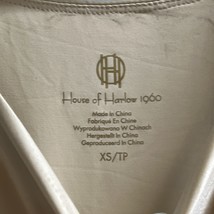 House of Harlow 1960
Made in China
Fabriqué En Chine
Wyprodukowano W Chinach
Hergestellt In China
Geproduceerd In China
XS/TP